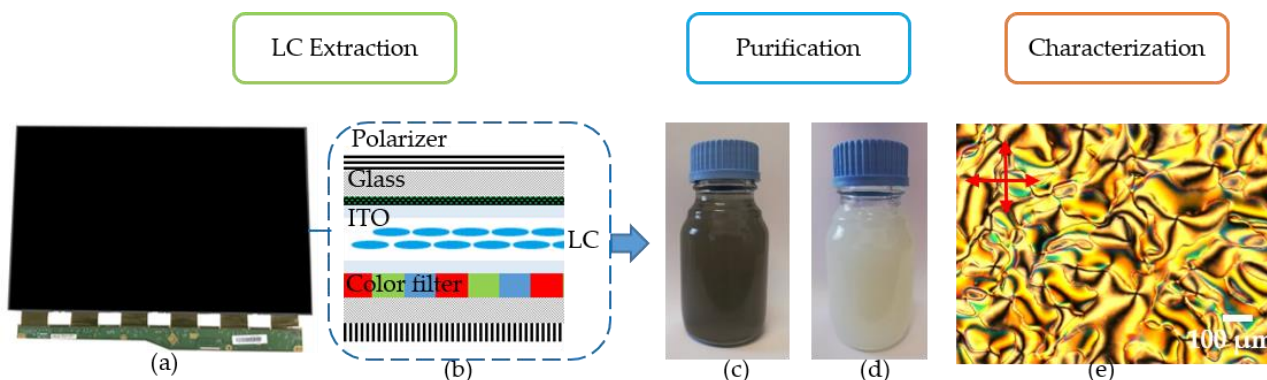 LC Extraction
Purification
Characterization
Polarizer
Glass
ITO
LC
Color filter
100 µm
(a)
(b)
(c)
(d)
(e)